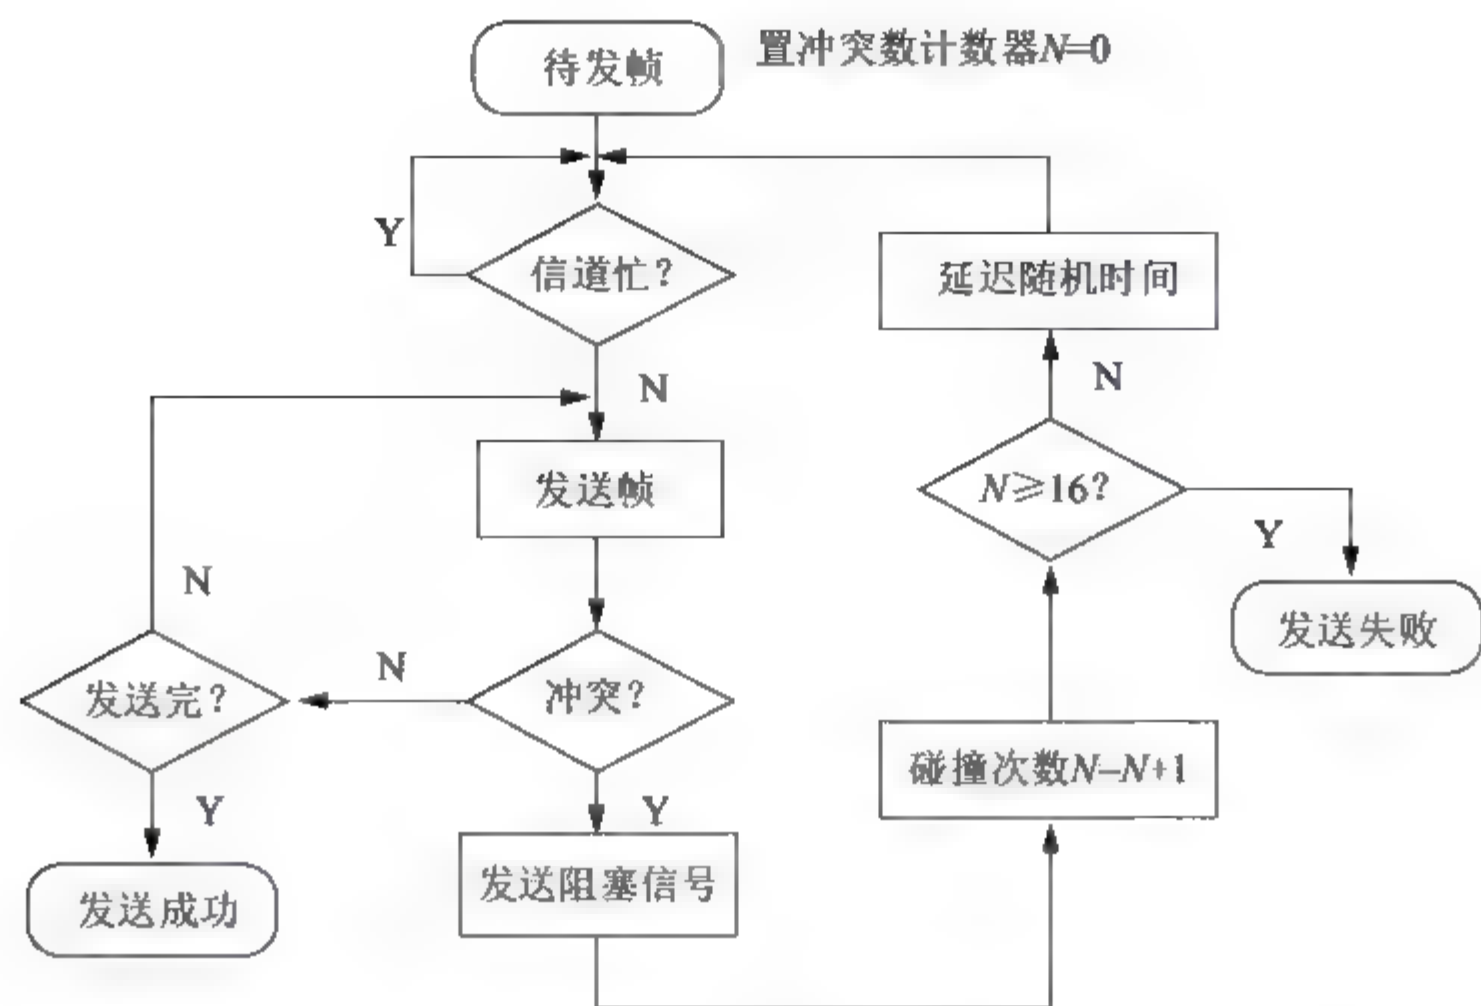 待发帧
置冲突数计数器N=0
Y
信道忙?
延迟随机时间
N
N
发送帧
N≥16?
Y
N
发送失败
N
发送完?
冲突?
碰撞次数N–N+1
Y
Y
发送阻塞信号
发送成功